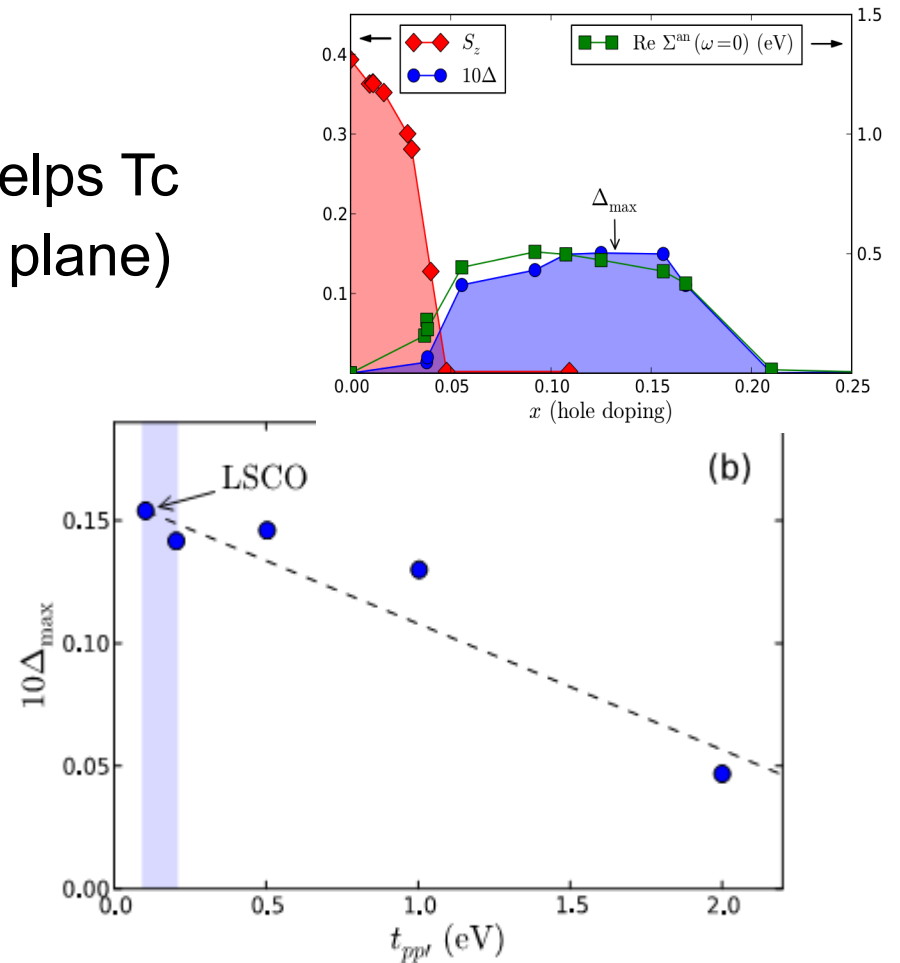 elps Tc
plane)
S_z
10Δ
Re Σ^an (ω=0) (eV)
Δ_max
0.4
0.3
0.2
0.1
1.5
1.0
0.5
0.00 0.05 0.10 0.15 0.20 0.25
x (hole doping)
(b)
LSCO
10Δ_max
0.15
0.10
0.05
0.00
0.0 0.5 1.0 1.5 2.0
t_pp′ (eV)